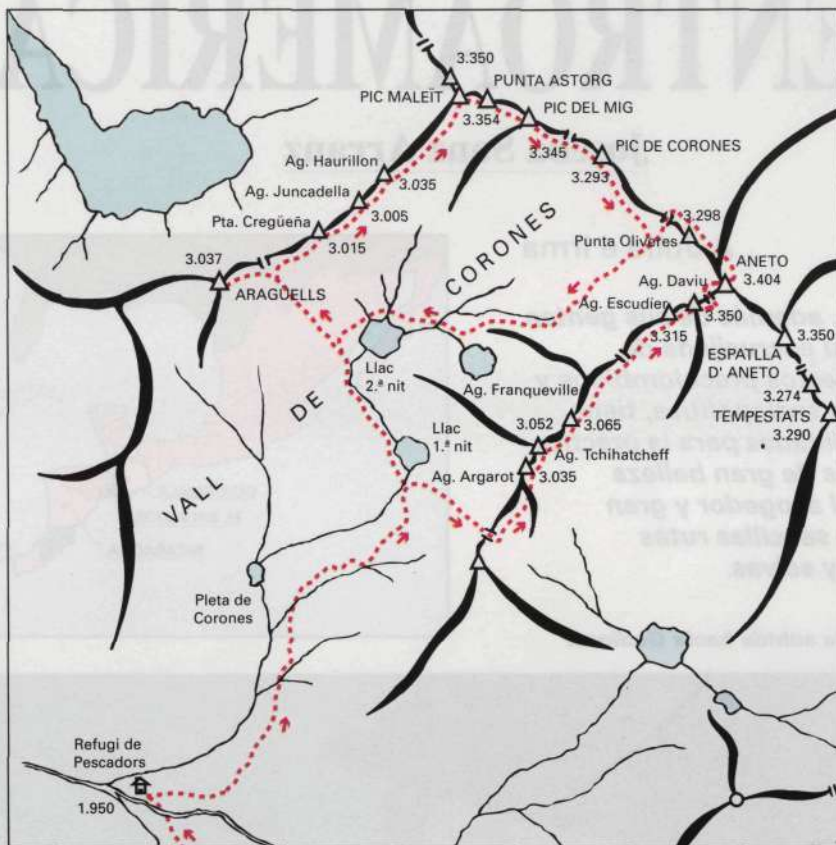 3.350
PUNTA ASTORG
PIC MALEÏT
PIC DEL MIG
3.354
3.345
PIC DE CORONES
3.293
Ag. Haurillon
3.035
Ag. Juncadella
3.005
Pta. Cregüeña
3.015
3.037
ARAGÜELLS
3.298
Punta Oliveres
ANETO
3.404
Ag. Daviu
3.350
Ag. Escudier
3.315
3.350
ESPATLLA
D' ANETO
3.274
TEMPESTATS
3.290
VALL DE CORONES
Llac
2.ª nit
Ag. Franqueville
3.065
Llac
1.ª nit
3.052
Ag. Tchihatcheff
Ag. Argarot
3.035
Pleta de
Corones
Refugi de
Pescadors
1.950